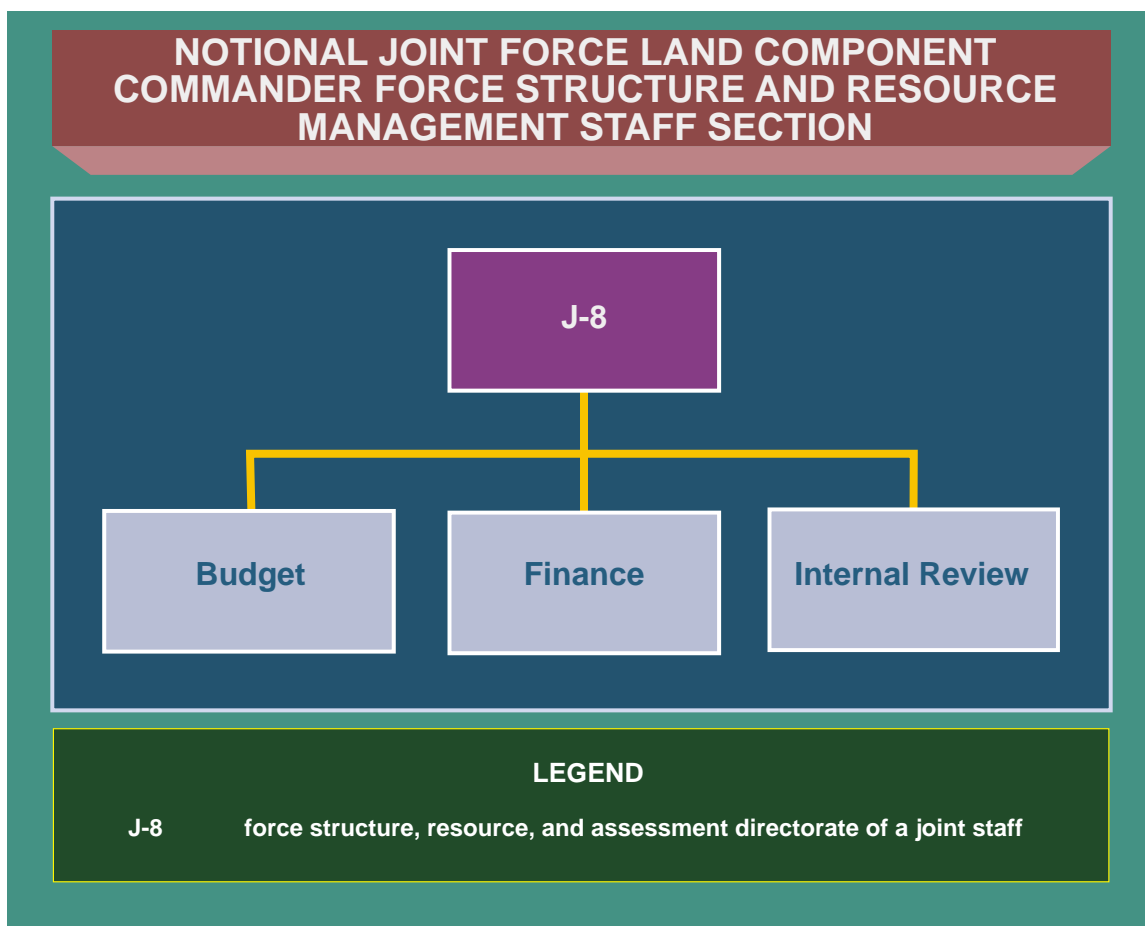 NOTIONAL JOINT FORCE LAND COMPONENT
COMMANDER FORCE STRUCTURE AND RESOURCE
MANAGEMENT STAFF SECTION
J-8
Budget
Finance
Internal Review
LEGEND
J-8 force structure, resource, and assessment directorate of a joint staff